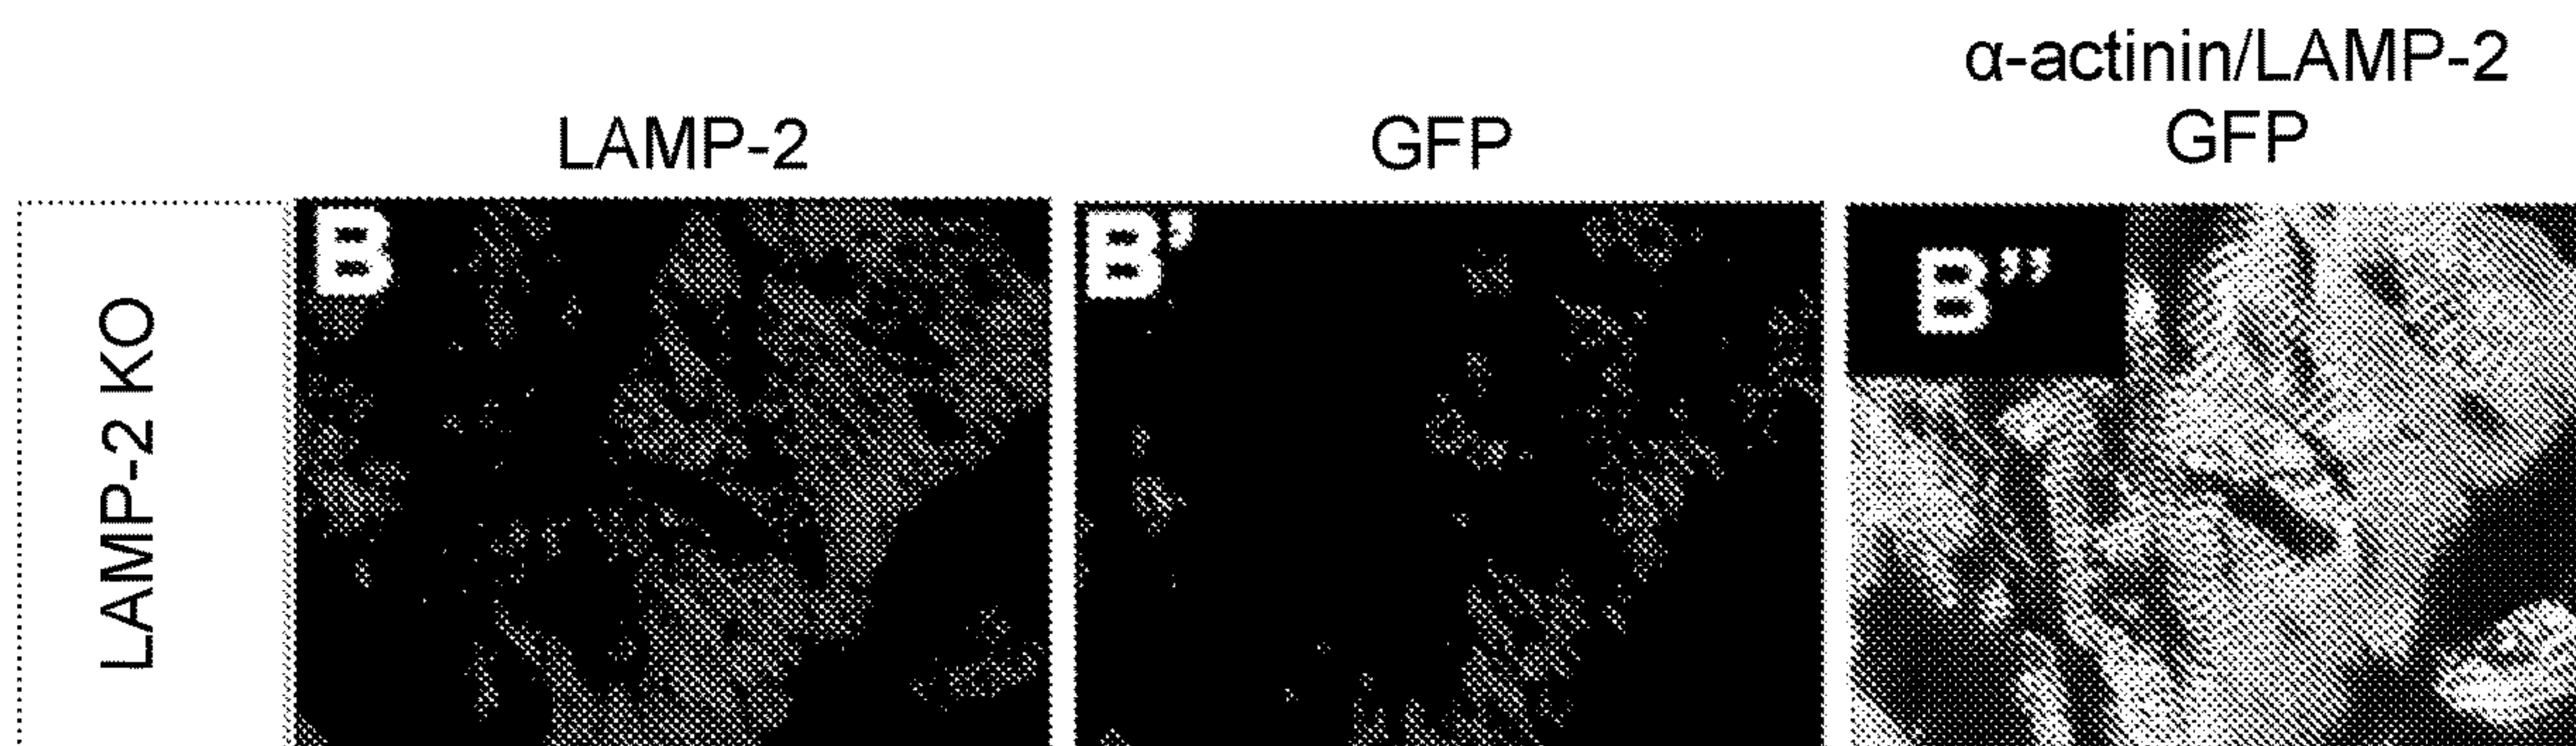 α-actinin/LAMP-2
LAMP-2
GFP
GFP
LAMP-2 KO
B
B’
B’’